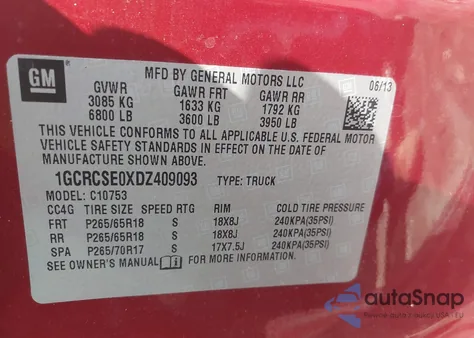 GM
MFD BY GENERAL MOTORS LLC
06/13
GVWR GAWR FRT GAWR RR
3085 KG 1633 KG 1792 KG
6800 LB 3600 LB 3950 LB
THIS VEHICLE CONFORMS TO ALL APPLICABLE U.S. FEDERAL MOTOR
VEHICLE SAFETY STANDARDS IN EFFECT ON THE DATE OF
MANUFACTURE SHOWN ABOVE.
1GCRCSE0XDZ409093 TYPE: TRUCK
MODEL: C10753
CC4G TIRE SIZE SPEED RTG RIM COLD TIRE PRESSURE
FRT P265/65R18 S 18X8J 240KPA(35PSI)
RR P265/65R18 S 18X8J 240KPA(35PSI)
SPA P265/70R17 S 17X7.5J 240KPA(35PSI)
SEE OWNER'S MANUAL FOR MORE INFORMATION.
autoSnap